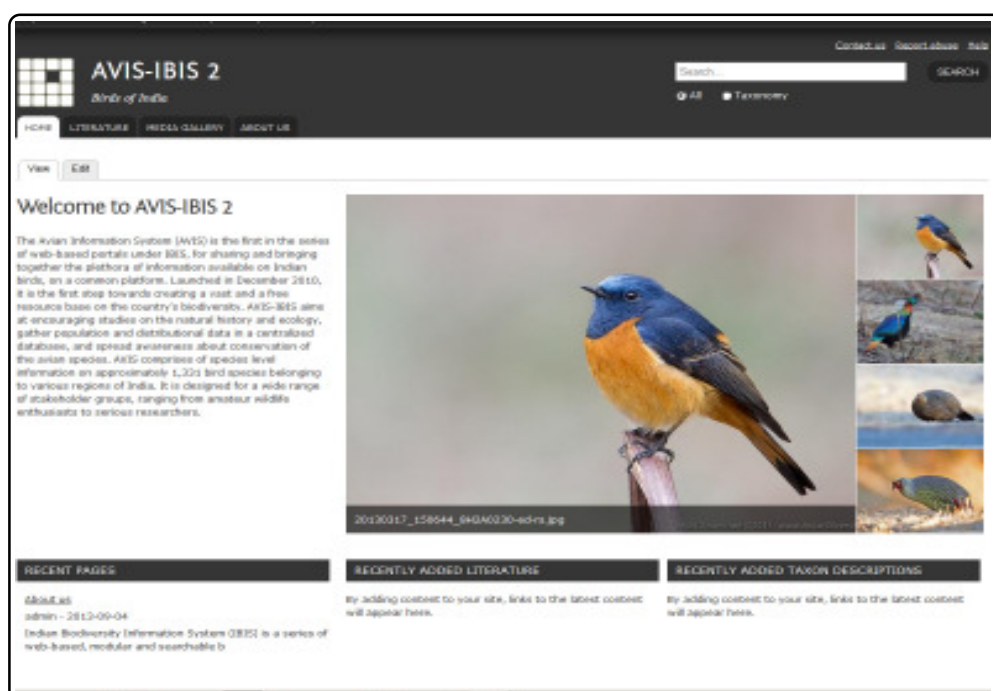 Contact us Report abuse Help
AVIS-IBIS 2
Birds of India
Search...
SEARCH
All Taxonomy
HOME LITERATURE MEDIA GALLERY ABOUT US
View Edit
Welcome to AVIS-IBIS 2
The Avian Information System (AVIS) is the first in the series
of web-based portals under IBIS, for sharing and bringing
together the plethora of information available on Indian
birds, on a common platform. Launched in December 2010,
it is the first step towards creating a vast and a free
resource base on the country's biodiversity. AVIS-IBIS aims
at encouraging studies on the natural history and ecology,
gather population and distributional data in a centralized
database, and spread awareness about conservation of
the avian species. AVIS comprises of species level
information on approximately 1,331 bird species belonging
to various regions of India. It is designed for a wide range
of stakeholder groups, ranging from amateur wildlife
enthusiasts to serious researchers.
RECENT PAGES
About us
admin - 2013-09-04
Indian Biodiversity Information System (IBIS) is a series of
web-based, modular and searchable b
RECENTLY ADDED LITERATURE
By adding content to your site, links to the latest content
will appear here.
RECENTLY ADDED TAXON DESCRIPTIONS
By adding content to your site, links to the latest content
will appear here.